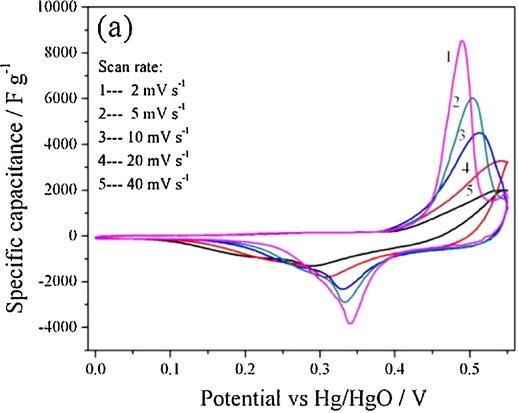 (a)
10000
8000
6000
4000
2000
0
-2000
-4000
Specific capacitance / F g-1
Scan rate:
1--- 2 mV s-1
2--- 5 mV s-1
3--- 10 mV s-1
4--- 20 mV s-1
5--- 40 mV s-1
1
2
3
4
5
0.0 0.1 0.2 0.3 0.4 0.5
Potential vs Hg/HgO / V